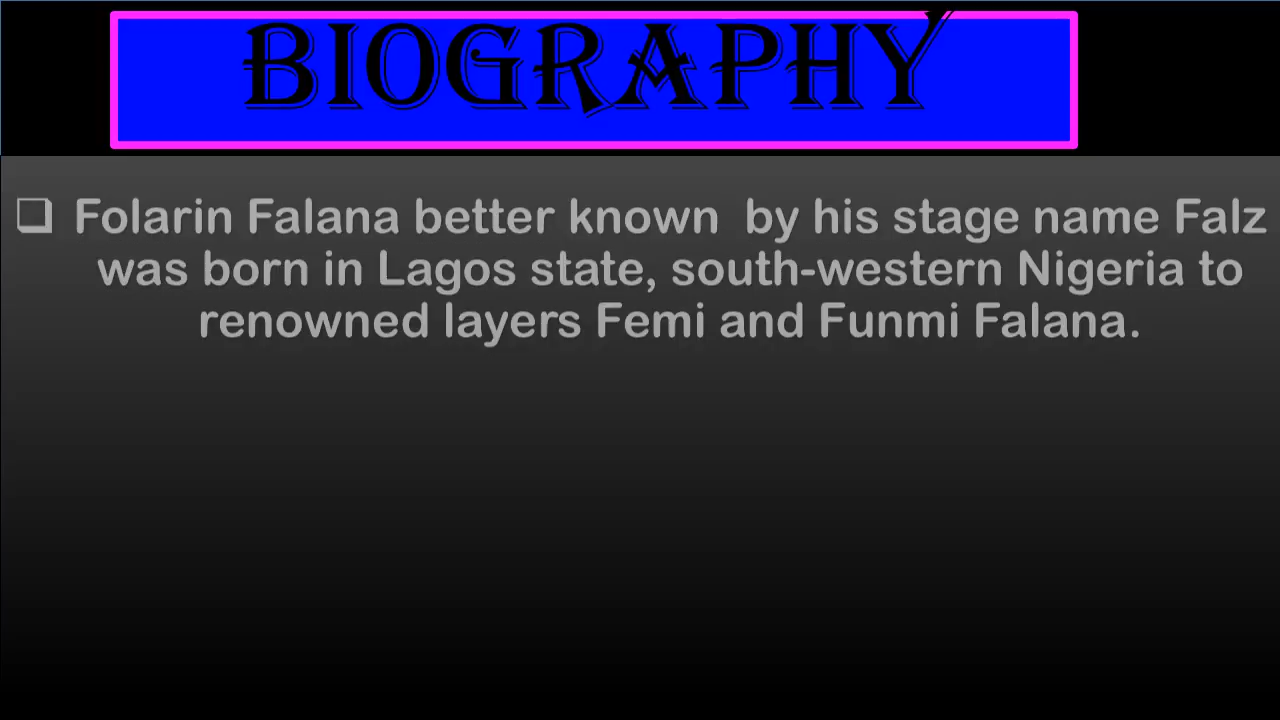 BIOGRAPHY
❑ Folarin Falana better known  by his stage name Falz
was born in Lagos state, south-western Nigeria to
renowned layers Femi and Funmi Falana.